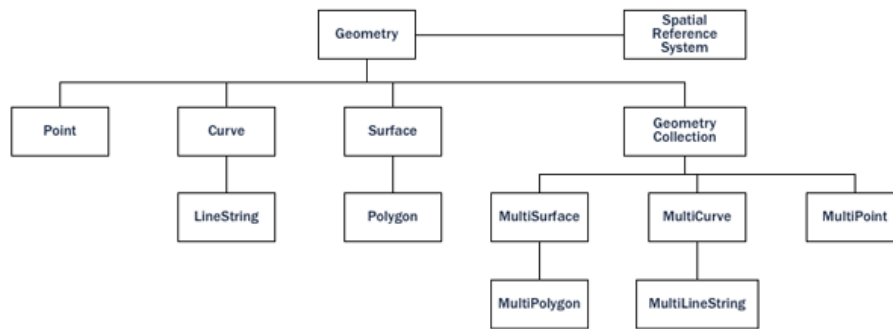 Geometry
Spatial
Reference
System
Point
Curve
Surface
Geometry
Collection
LineString
Polygon
MultiSurface
MultiCurve
MultiPoint
MultiPolygon
MultiLineString